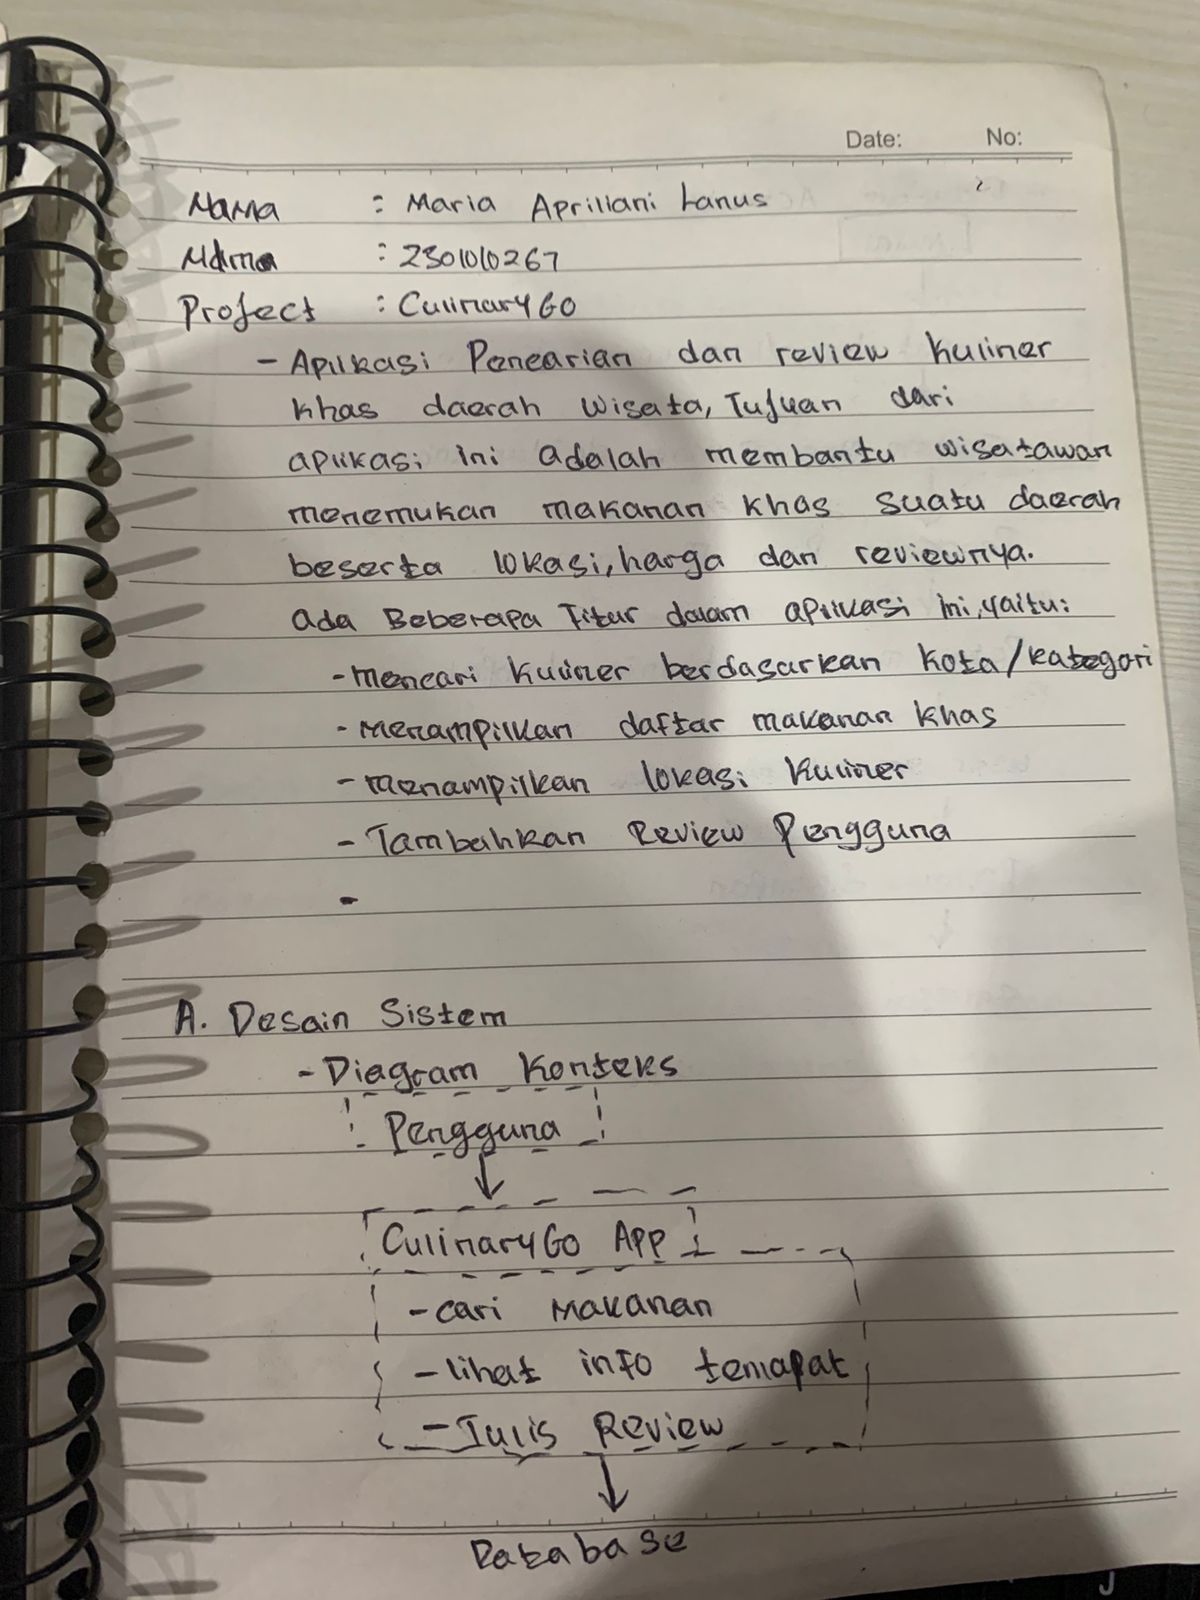 Date: No:
Nama : Maria Aprillani Lanus
: 2301010267
Project : CulinaryGo
- Aplikasi Pencarian dan review kuliner
khas daerah wisata, Tujuan dari
aplikasi ini adalah membantu wisatawan
menemukan makanan khas suatu daerah
beserta lokasi, harga dan reviewnya.
Ada Beberapa Fitur dalam aplikasi ini, yaitu:
- Mencari kuliner berdasarkan kota/kategori
- Menampilkan daftar makanan khas
- Menampilkan lokasi kuliner
- Tambahkan Review Pengguna
-
A. Desain Sistem
- Diagram Konteks
Pengguna
CulinaryGo APP
- cari Makanan
- lihat info temapat
- Tulis Review
Database